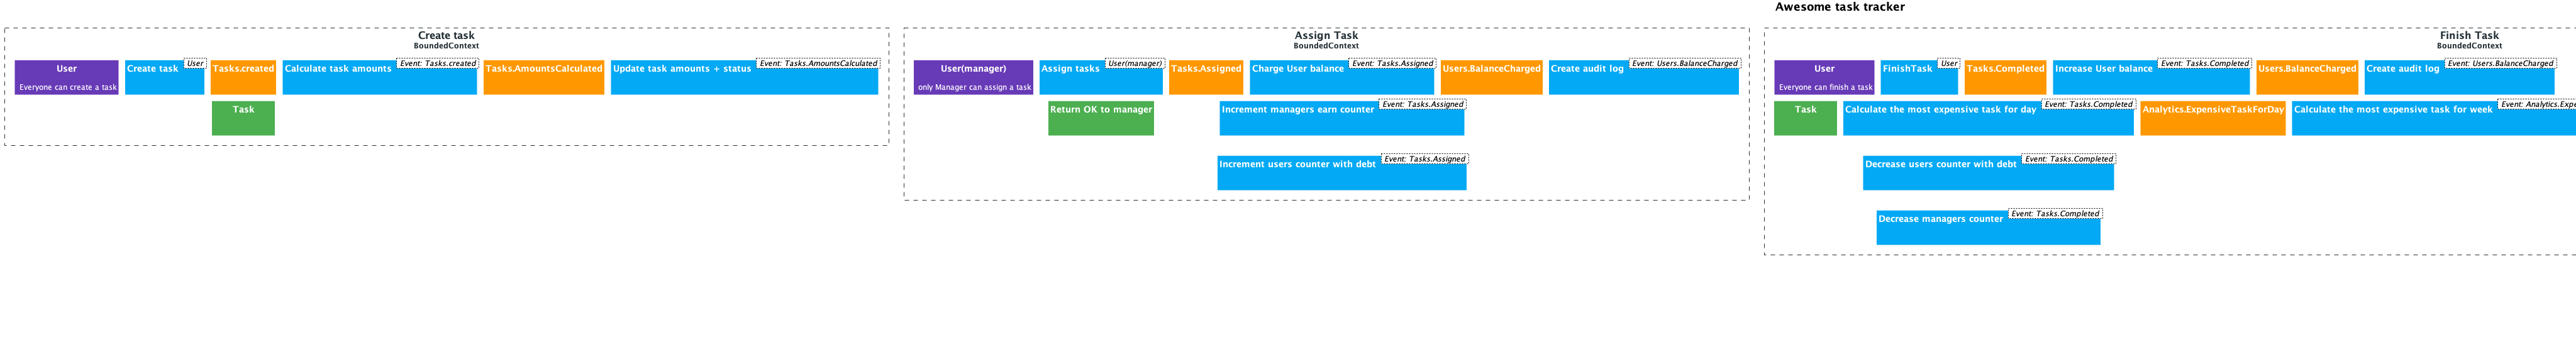 Awesome task tracker
Create task
BoundedContext
User
Everyone can create a task
Create task
User
Tasks.created
Calculate task amounts
Event: Tasks.created
Tasks.AmountsCalculated
Update task amounts + status
Event: Tasks.AmountsCalculated
Task
Assign Task
BoundedContext
User(manager)
only Manager can assign a task
Assign tasks
User(manager)
Tasks.Assigned
Charge User balance
Event: Tasks.Assigned
Users.BalanceCharged
Create audit log
Event: Users.BalanceCharged
Return OK to manager
Increment managers earn counter
Event: Tasks.Assigned
Increment users counter with debt
Event: Tasks.Assigned
Finish Task
BoundedContext
User
Everyone can finish a task
FinishTask
User
Tasks.Completed
Increase User balance
Event: Tasks.Completed
Users.BalanceCharged
Create audit log
Event: Users.BalanceCharged
Task
Calculate the most expensive task for day
Event: Tasks.Completed
Analytics.ExpensiveTaskForDay
Calculate the most expensive task for week
Event: Analytics.Expe
Decrease users counter with debt
Event: Tasks.Completed
Decrease managers counter
Event: Tasks.Completed